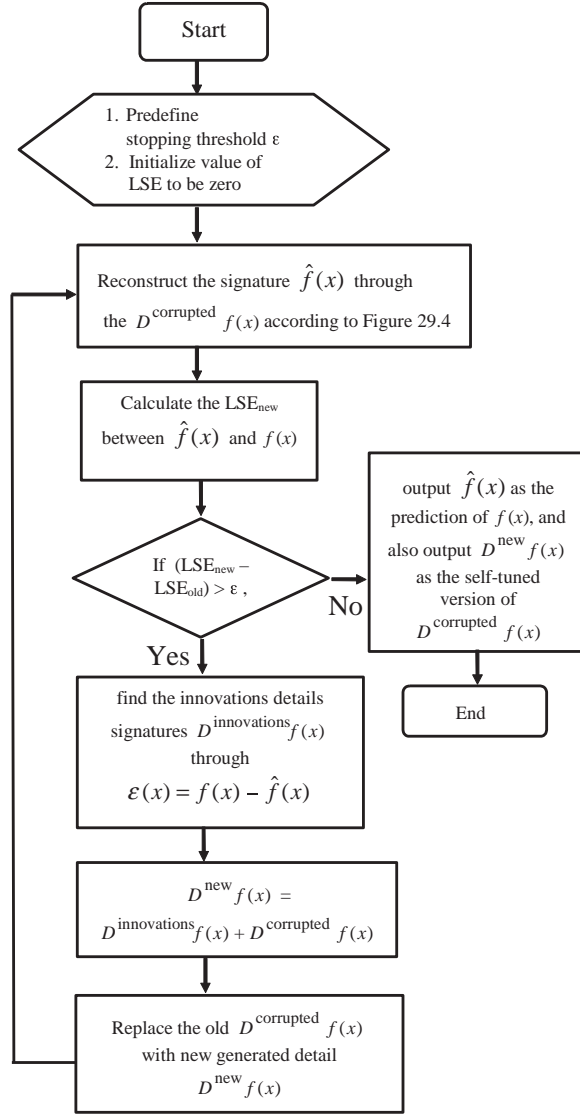 Start
1. Predefine
stopping threshold ε
2. Initialize value of
LSE to be zero
Reconstruct the signature f̂(x) through
the D^corrupted f(x) according to Figure 29.4
Calculate the LSE_new
between f̂(x) and f(x)
If (LSE_new –
LSE_old) > ε ,
No
Yes
output f̂(x) as the
prediction of f(x), and
also output D^new f(x)
as the self-tuned
version of
D^corrupted f(x)
End
find the innovations details
signatures D^innovations f(x)
through
ε(x) = f(x) – f̂(x)
D^new f(x) =
D^innovations f(x) + D^corrupted f(x)
Replace the old D^corrupted f(x)
with new generated detail
D^new f(x)